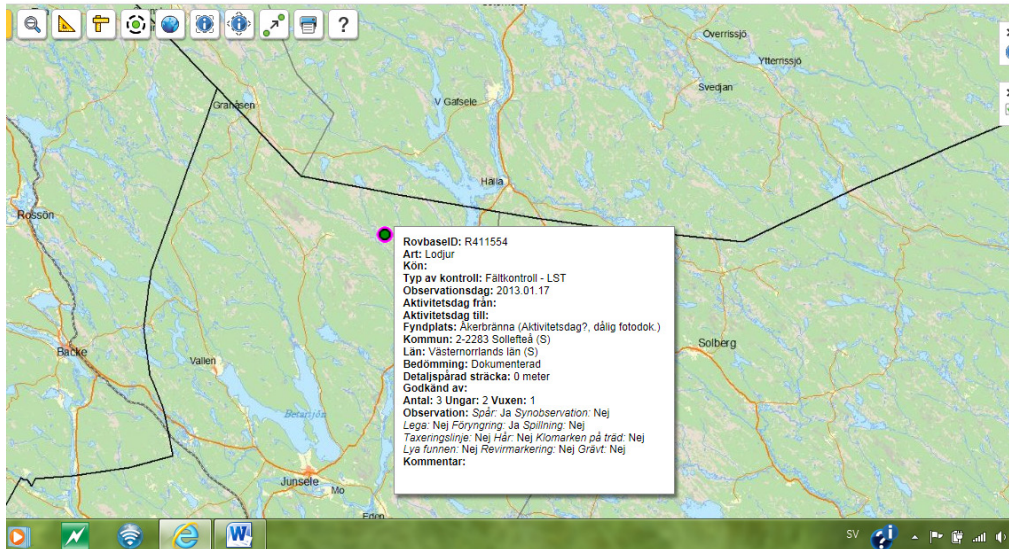 ?
Överrissjö
Ytterrissjö
Svedjan
V Gafsele
Granåsen
Hälla
Rossön
RovbaseID: R411554
Art: Lodjur
Kön:
Typ av kontroll: Fältkontroll - LST
Observationsdag: 2013.01.17
Aktivitetsdag från:
Aktivitetsdag till:
Fyndplats: Åkerbränna (Aktivitetsdag?, dålig fotodok.)
Kommun: 2-2283 Sollefteå (S)
Län: Västernorrlands län (S)
Bedömming: Dokumenterad
Detaljspårad sträcka: 0 meter
Godkänd av:
Antal: 3 Ungar: 2 Vuxen: 1
Observation: Spår: Ja Synobservation: Nej
Lega: Nej Föryngring: Ja Spillning: Nej
Taxeringslinje: Nej Hår: Nej Klomarken på träd: Nej
Lya funnen: Nej Revirmarkering: Nej Grävt: Nej
Kommentar:
Solberg
Backe
Vallen
Betarsjön
Junsele
Mo
Eden
SV